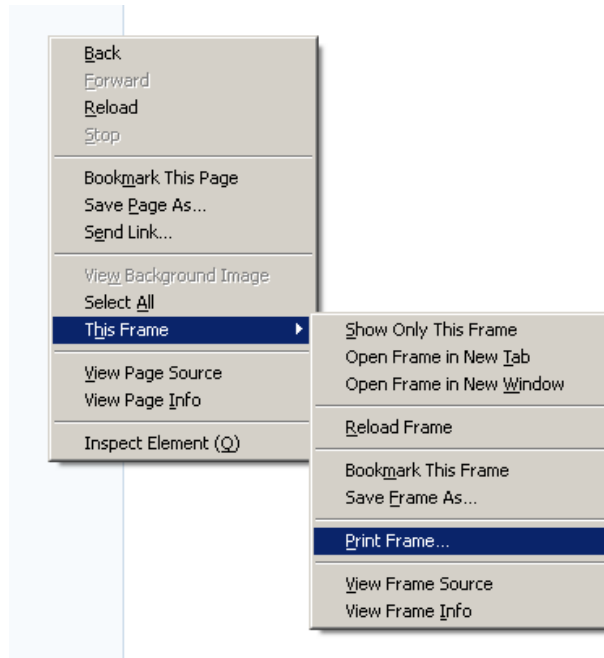 Back
Forward
Reload
Stop
Bookmark This Page
Save Page As...
Send Link...
View Background Image
Select All
This Frame
View Page Source
View Page Info
Inspect Element (Q)
Show Only This Frame
Open Frame in New Tab
Open Frame in New Window
Reload Frame
Bookmark This Frame
Save Frame As...
Print Frame...
View Frame Source
View Frame Info